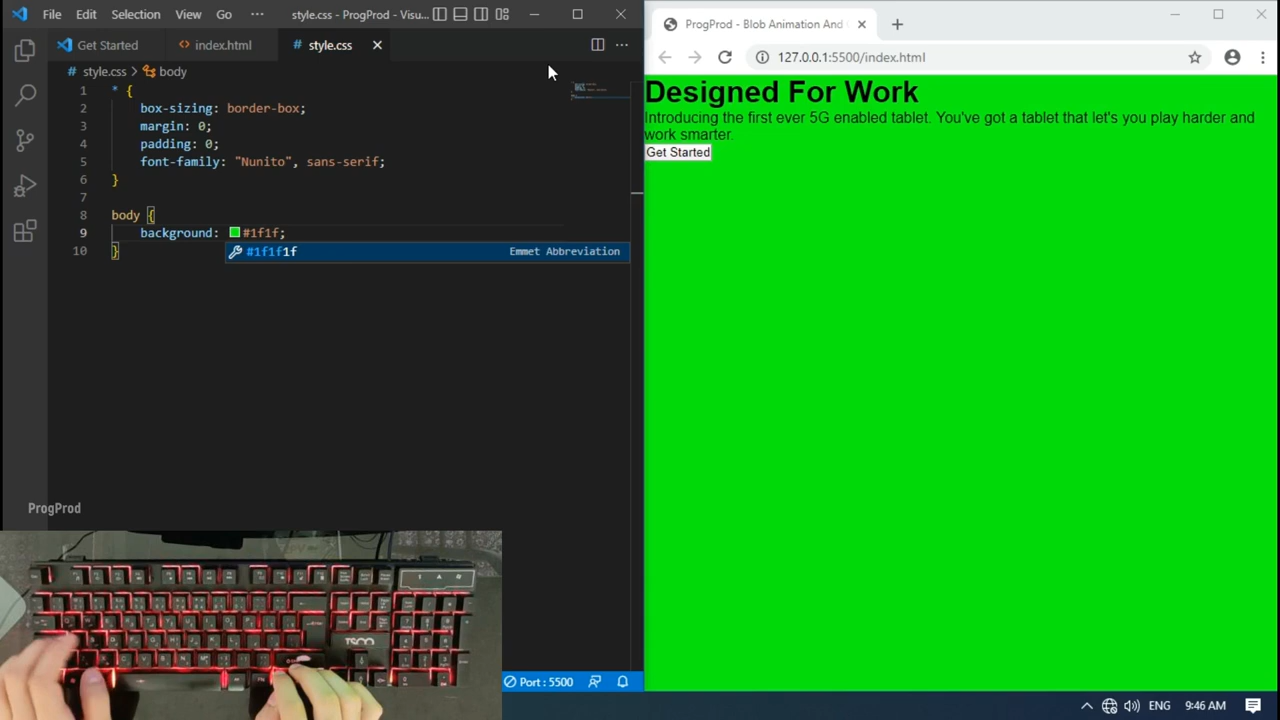 File Edit Selection View Go ··· style.css - ProgProd - Visu...
Get Started index.html # style.css
# style.css > body
1 * {
2 box-sizing: border-box;
3 margin: 0;
4 padding: 0;
5 font-family: "Nunito", sans-serif;
6 }
7
8 body {
9 background: #1f1f;
10 }
#1f1f1f Emmet Abbreviation
ProgProd
TSCO
Port : 5500
ProgProd - Blob Animation And
127.0.0.1:5500/index.html
Designed For Work
Introducing the first ever 5G enabled tablet. You've got a tablet that let's you play harder and
work smarter.
Get Started
ENG 9:46 AM